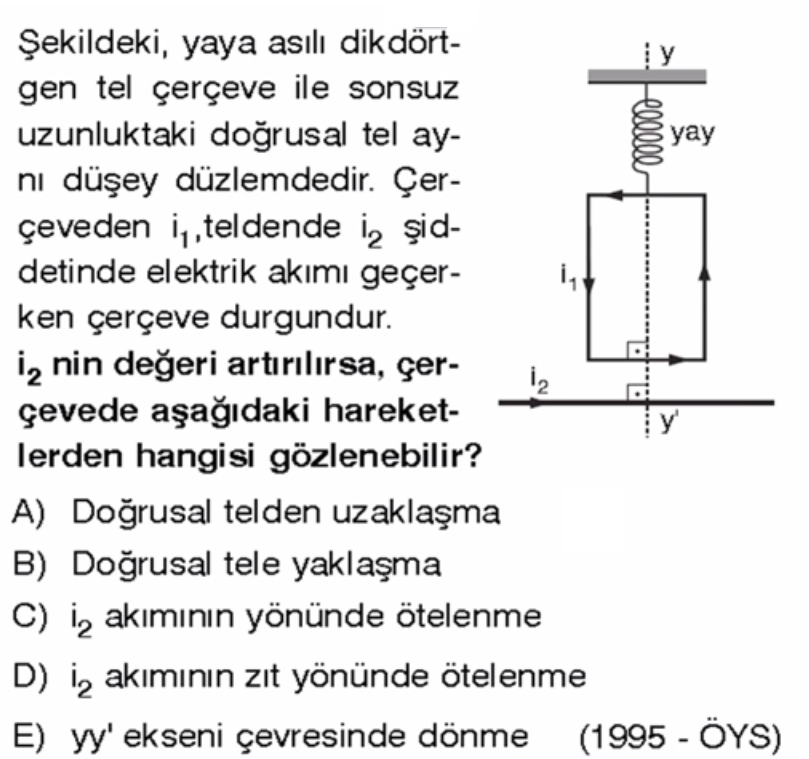 Şekildeki, yaya asılı dikdört-
gen tel çerçeve ile sonsuz
uzunluktaki doğrusal tel ay-
nı düşey düzlemdedir. Çer-
çeveden i₁,teldende i₂ şid-
detinde elektrik akımı geçer-
ken çerçeve durgundur.
i₂ nin değeri artırılırsa, çer-
çevede aşağıdaki hareket-
lerden hangisi gözlenebilir?
y
yay
i₁
i₂
y'
A) Doğrusal telden uzaklaşma
B) Doğrusal tele yaklaşma
C) i₂ akımının yönünde ötelenme
D) i₂ akımının zıt yönünde ötelenme
E) yy' ekseni çevresinde dönme (1995 - ÖYS)